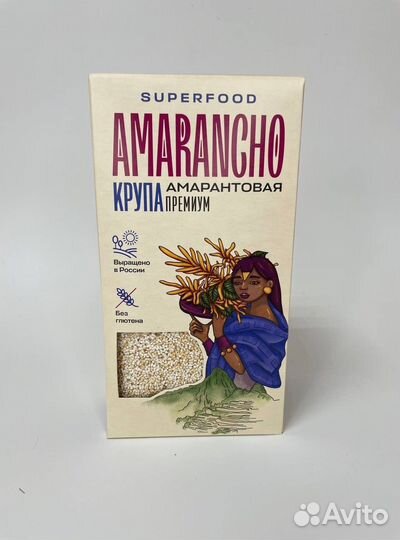 SUPERFOOD
AMARANCHO
КРУПА АМАРАНТОВАЯ
ПРЕМИУМ
Выращено
в России
Без
глютена
Avito